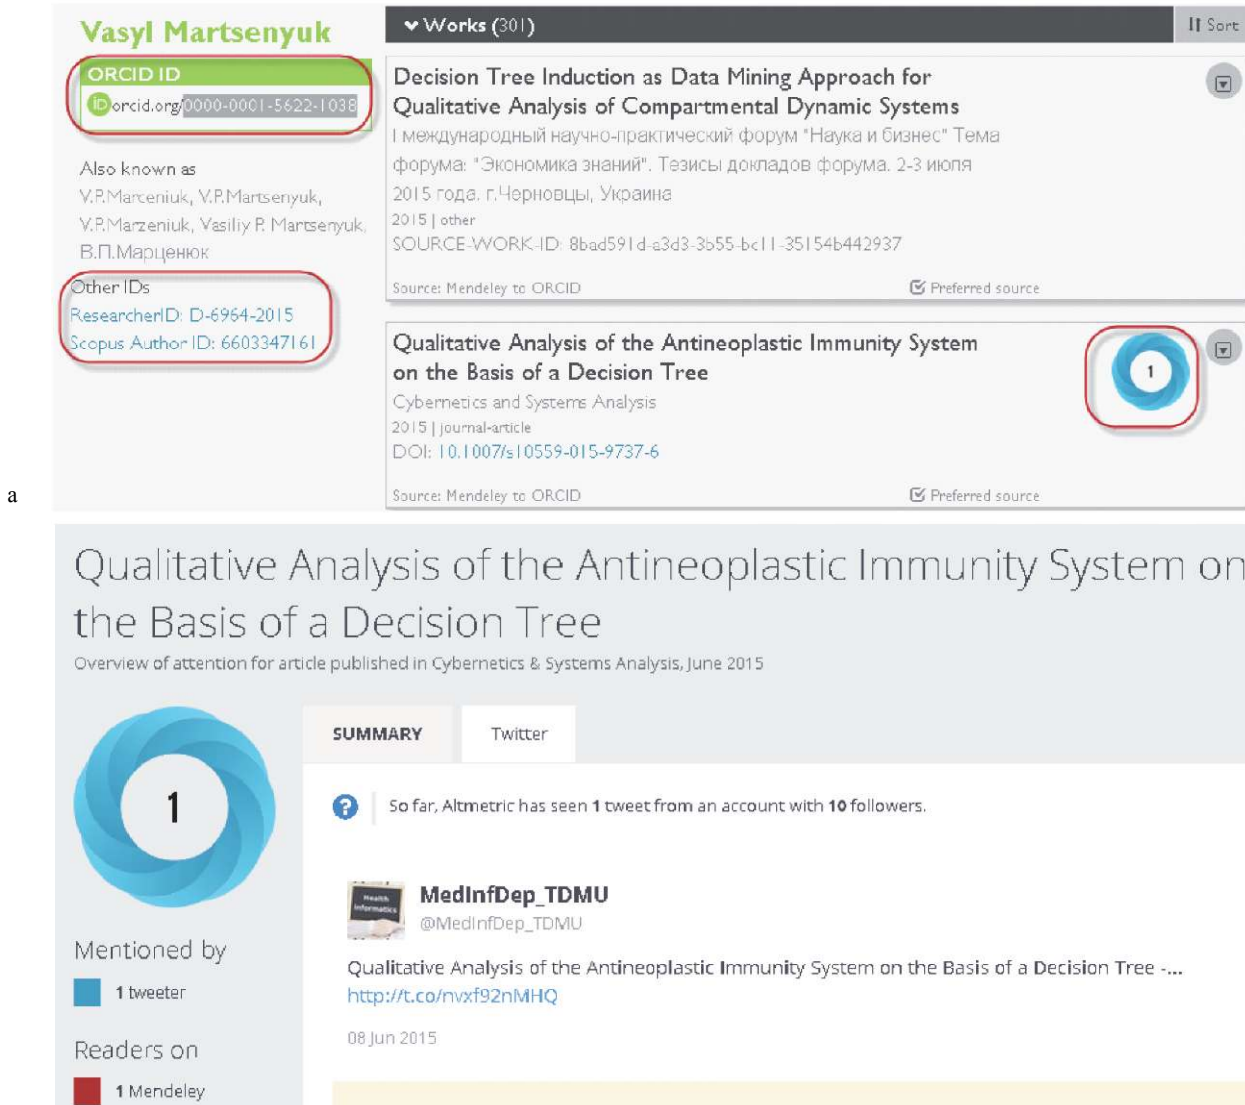 Vasyl Martsenyuk
ORCID ID
iD orcid.org/0000-0001-5622-1038
Also known as
V.P.Marceniuk, V.P.Martsenyuk,
V.P.Marzeniuk, Vasiliy P. Martsenyuk,
В.П.Марценюк
Other IDs
ResearcherID: D-6964-2015
Scopus Author ID: 6603347161
Works (301)
Sort
Decision Tree Induction as Data Mining Approach for
Qualitative Analysis of Compartmental Dynamic Systems
I международный научно-практический форум "Наука и бизнес" Тема
форума: "Экономика знаний". Тезисы докладов форума. 2-3 июля
2015 года. г.Черновцы, Украина
2015 | other
SOURCE-WORK-ID: 8bad591d-a3d3-3b55-bc11-35154b442937
Source: Mendeley to ORCID
Preferred source
Qualitative Analysis of the Antineoplastic Immunity System
on the Basis of a Decision Tree
1
Cybernetics and Systems Analysis
2015 | journal-article
DOI: 10.1007/s10559-015-9737-6
Source: Mendeley to ORCID
Preferred source
a
Qualitative Analysis of the Antineoplastic Immunity System on
the Basis of a Decision Tree
Overview of attention for article published in Cybernetics & Systems Analysis, June 2015
1
SUMMARY
Twitter
? So far, Altmetric has seen 1 tweet from an account with 10 followers.
Health
Informatics
MedInfDep_TDMU
@MedInfDep_TDMU
Qualitative Analysis of the Antineoplastic Immunity System on the Basis of a Decision Tree -...
http://t.co/nvxf92nMHQ
08 Jun 2015
Mentioned by
1 tweeter
Readers on
1 Mendeley